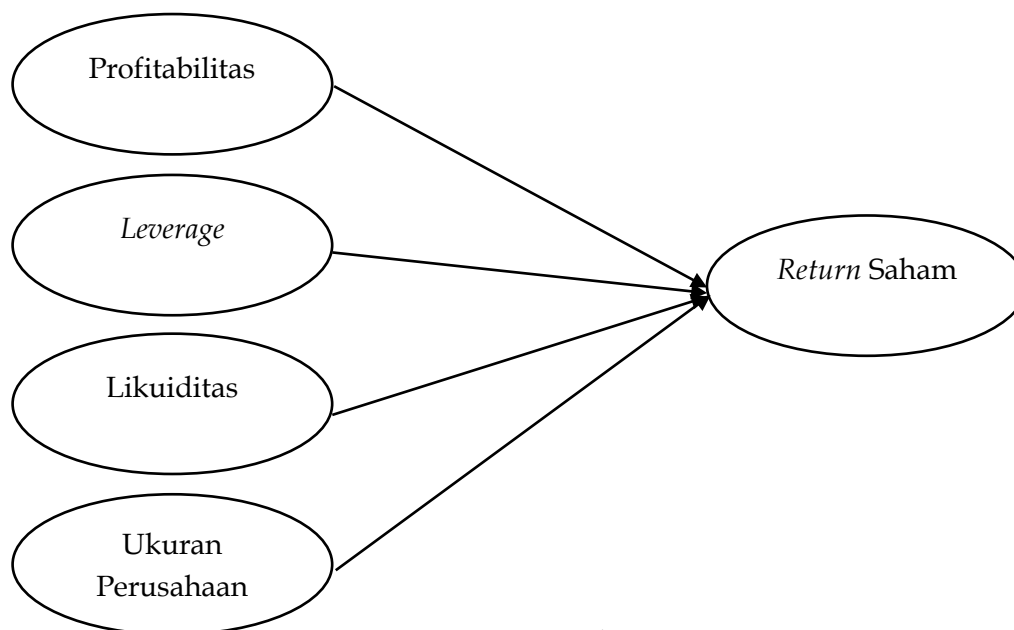 Profitabilitas
Leverage
Return Saham
Likuiditas
Ukuran
Perusahaan